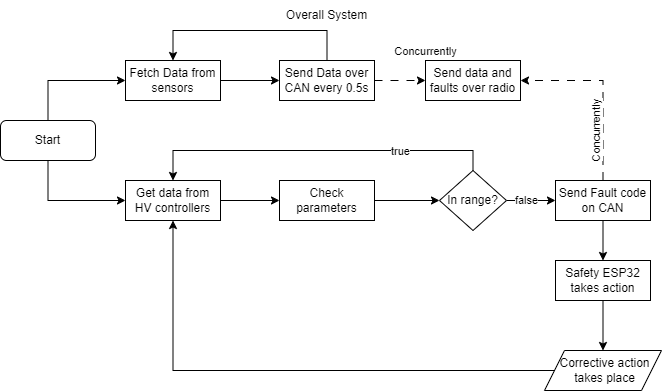 Overall System
Concurrently
Fetch Data from
sensors
Send Data over
CAN every 0.5s
Send data and
faults over radio
Concurrently
Start
true
Get data from
HV controllers
Check
parameters
In range?
false
Send Fault code
on CAN
Safety ESP32
takes action
Corrective action
takes place